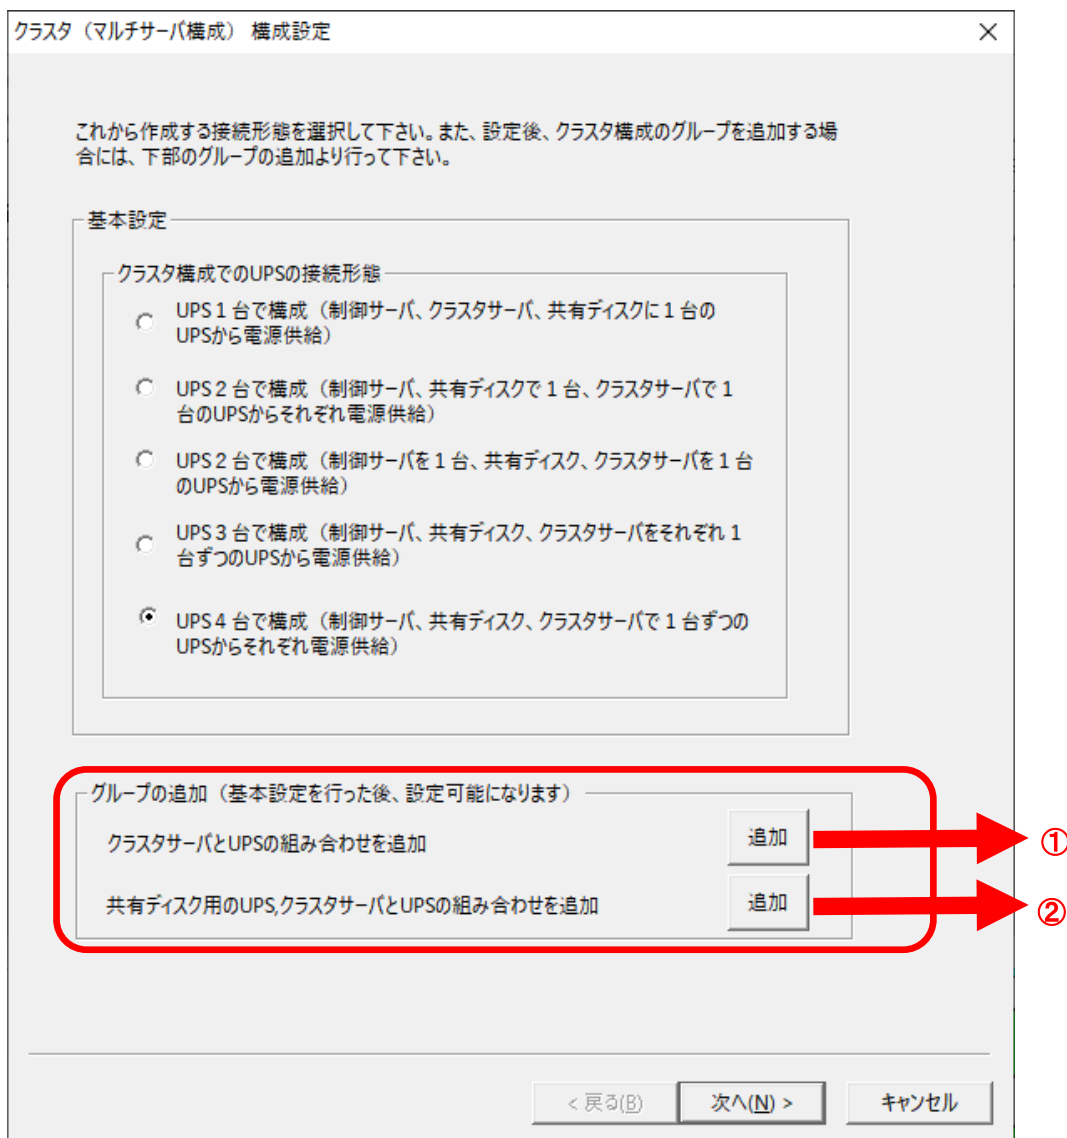 クラスタ（マルチサーバ構成） 構成設定
これから作成する接続形態を選択して下さい。また、設定後、クラスタ構成のグループを追加する場
合には、下部のグループの追加より行って下さい。
基本設定
クラスタ構成でのUPSの接続形態
UPS１台で構成（制御サーバ、クラスタサーバ、共有ディスクに１台の
UPSから電源供給）
UPS２台で構成（制御サーバ、共有ディスクで１台、クラスタサーバで１
台のUPSからそれぞれ電源供給）
UPS２台で構成（制御サーバを１台、共有ディスク、クラスタサーバを１台
のUPSから電源供給）
UPS３台で構成（制御サーバ、共有ディスク、クラスタサーバをそれぞれ１
台ずつのUPSから電源供給）
UPS４台で構成（制御サーバ、共有ディスク、クラスタサーバで１台ずつの
UPSからそれぞれ電源供給）
グループの追加（基本設定を行った後、設定可能になります）
クラスタサーバとUPSの組み合わせを追加 追加 ①
共有ディスク用のUPS,クラスタサーバとUPSの組み合わせを追加 追加 ②
< 戻る(B) 次へ(N) > キャンセル